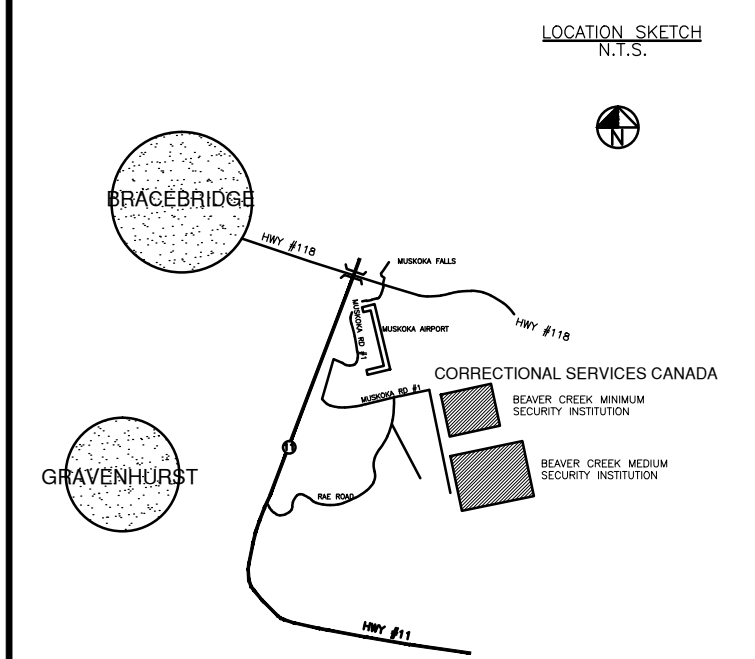 LOCATION SKETCH
N.T.S.
N
BRACEBRIDGE
HWY #118
MUSKOKA FALLS
MUSKOKA RD #1
MUSKOKA AIRPORT
HWY #118
CORRECTIONAL SERVICES CANADA
MUSKOKA RD #1
BEAVER CREEK MINIMUM
SECURITY INSTITUTION
11
GRAVENHURST
BEAVER CREEK MEDIUM
SECURITY INSTITUTION
RAE ROAD
HWY #11